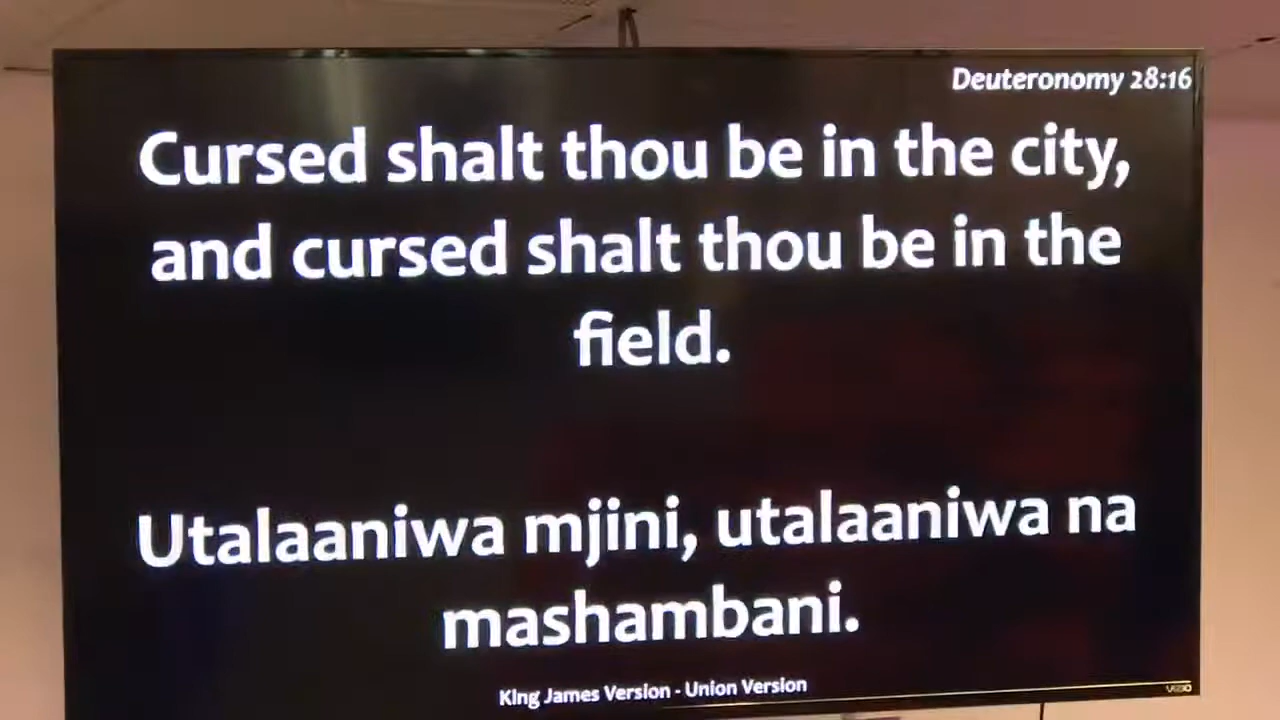 Deuteronomy 28:16
Cursed shalt thou be in the city,
and cursed shalt thou be in the
field.
Utalaaniwa mjini, utalaaniwa na
mashambani.
King James Version - Union Version
VIZIO